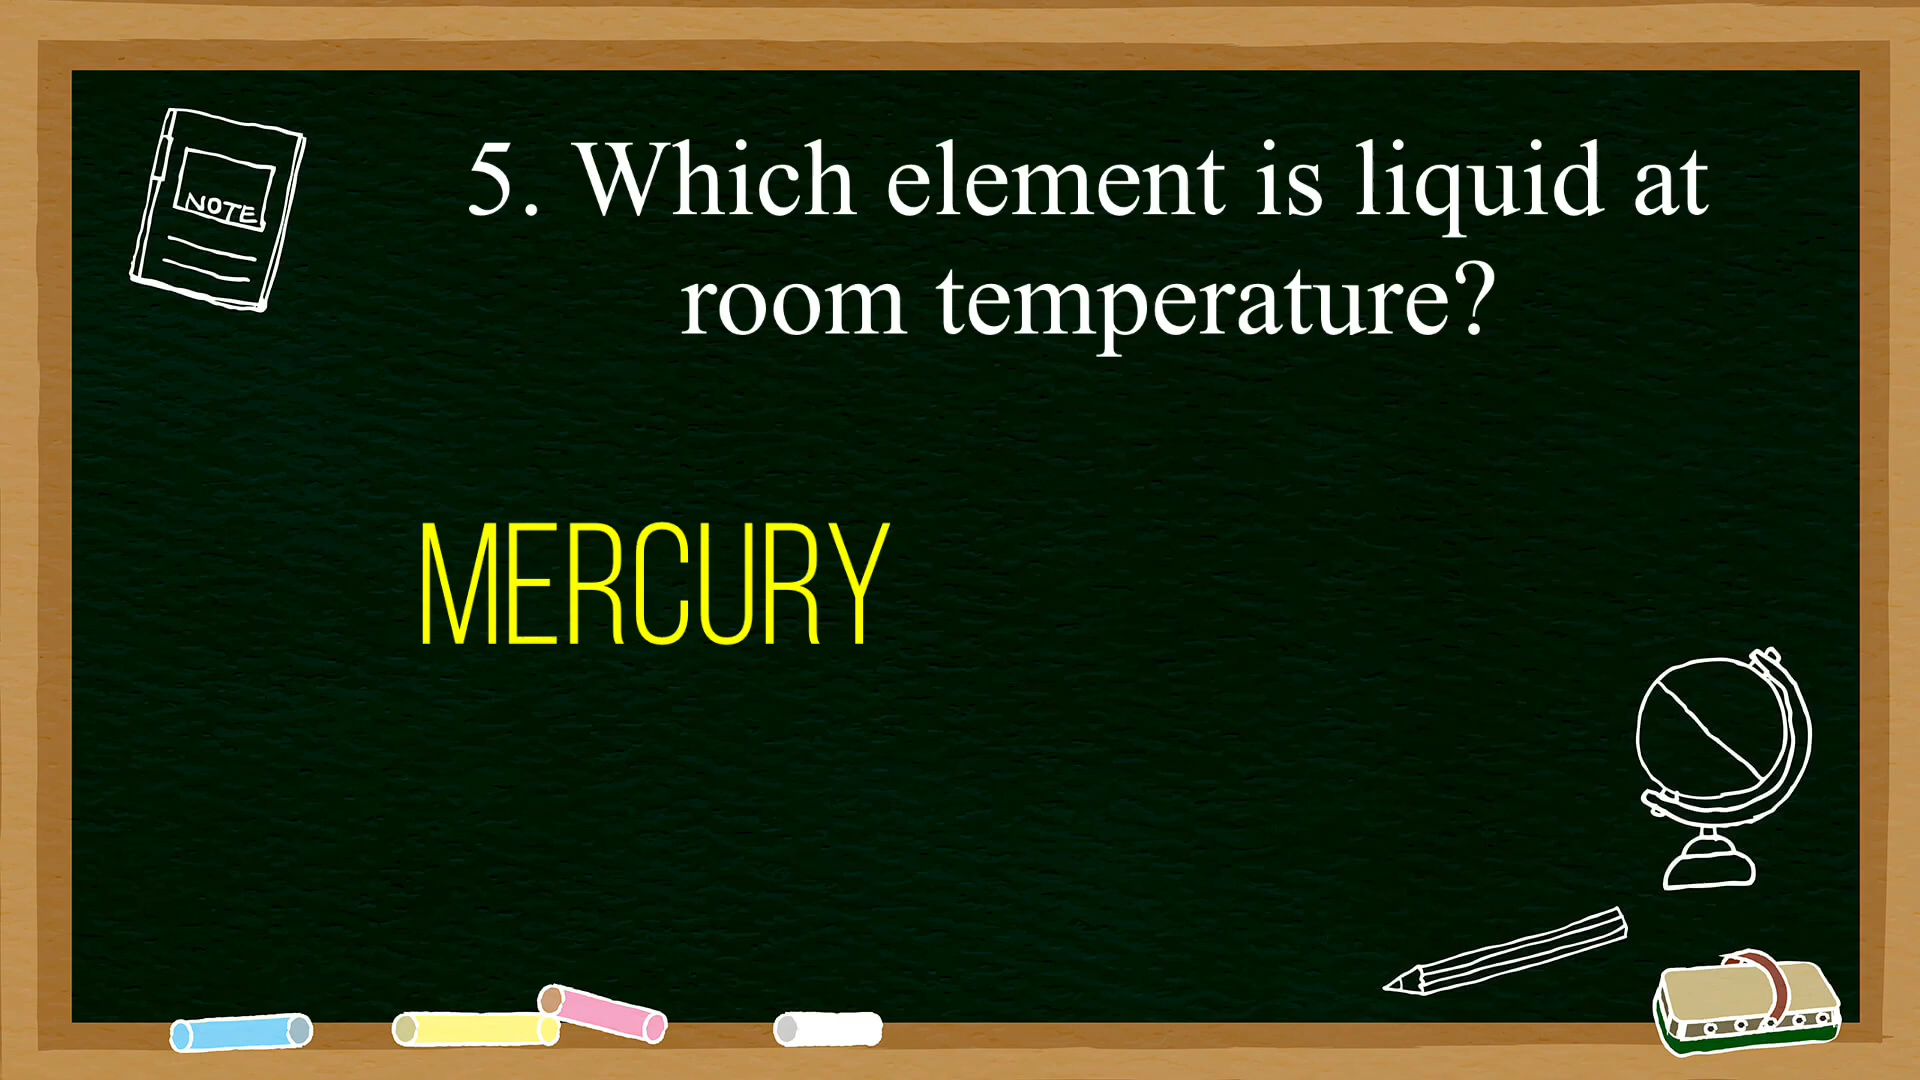 NOTE
5. Which element is liquid at
room temperature?
MERCURY